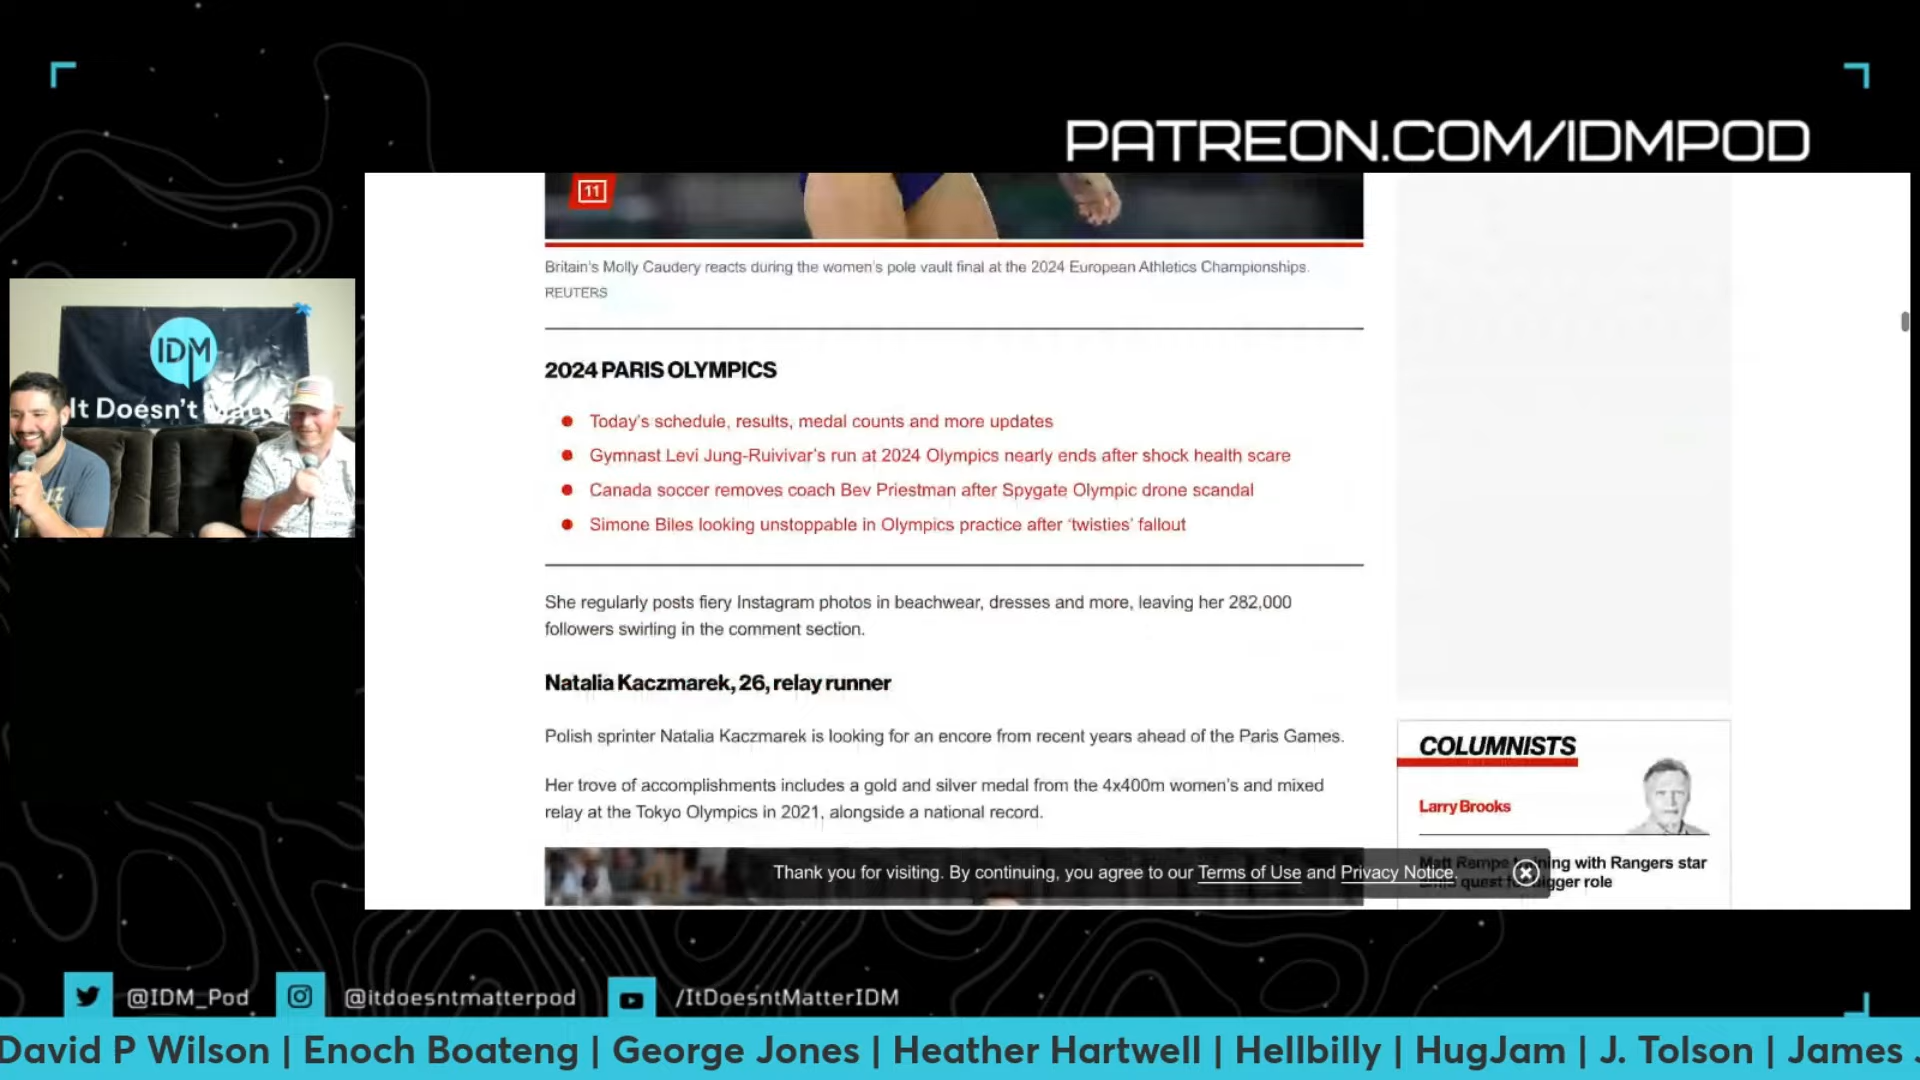 PATREON.COM/IDMPOD
11
Britain's Molly Caudery reacts during the women's pole vault final at the 2024 European Athletics Championships.
REUTERS
2024 PARIS OLYMPICS
Today's schedule, results, medal counts and more updates
Gymnast Levi Jung-Ruivivar's run at 2024 Olympics nearly ends after shock health scare
Canada soccer removes coach Bev Priestman after Spygate Olympic drone scandal
Simone Biles looking unstoppable in Olympics practice after 'twisties' fallout
She regularly posts fiery Instagram photos in beachwear, dresses and more, leaving her 282,000
followers swirling in the comment section.
Natalia Kaczmarek, 26, relay runner
Polish sprinter Natalia Kaczmarek is looking for an encore from recent years ahead of the Paris Games.
Her trove of accomplishments includes a gold and silver medal from the 4x400m women's and mixed
relay at the Tokyo Olympics in 2021, alongside a national record.
Thank you for visiting. By continuing, you agree to our Terms of Use and Privacy Notice.
COLUMNISTS
Larry Brooks
Matt Rempe with Rangers star
quest bigger role
IDM
It Doesn't
@IDM_Pod
@itdoesntmatterpod
/ItDoesntMatterIDM
David P Wilson | Enoch Boateng | George Jones | Heather Hartwell | Hellbilly | HugJam | J. Tolson | James